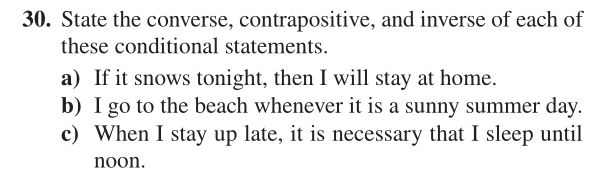 30. State the converse, contrapositive, and inverse of each of
these conditional statements.
a) If it snows tonight, then I will stay at home.
b) I go to the beach whenever it is a sunny summer day.
c) When I stay up late, it is necessary that I sleep until
noon.